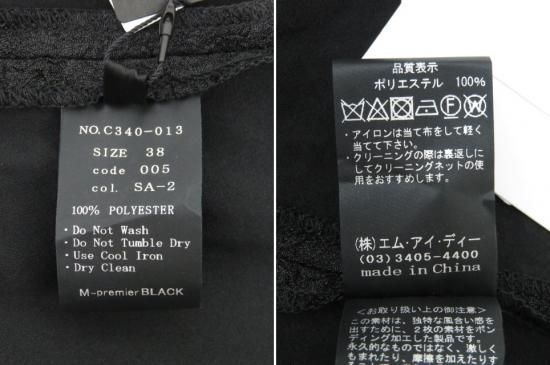 NO.C340-013
SIZE 38
code 005
col. SA-2
100% POLYESTER
・Do Not Wash
・Do Not Tumble Dry
・Use Cool Iron
・Dry Clean
M-premier BLACK
品質表示
ポリエステル 100%
・アイロンは当て布をして軽く
当てて下さい。
・クリーニングの際は裏返しに
してクリーニングネットの使
用をおすすめします。
(株)エム・アイ・ディー
(03)3405-4400
made in China
<お取り扱い上の御注意>
この素材は、独特な風合い感を
出すために、2枚の素材をボン
ディング加工した製品です。
永久的なものではなく、激しく
もまれたり、摩擦を加えたりす